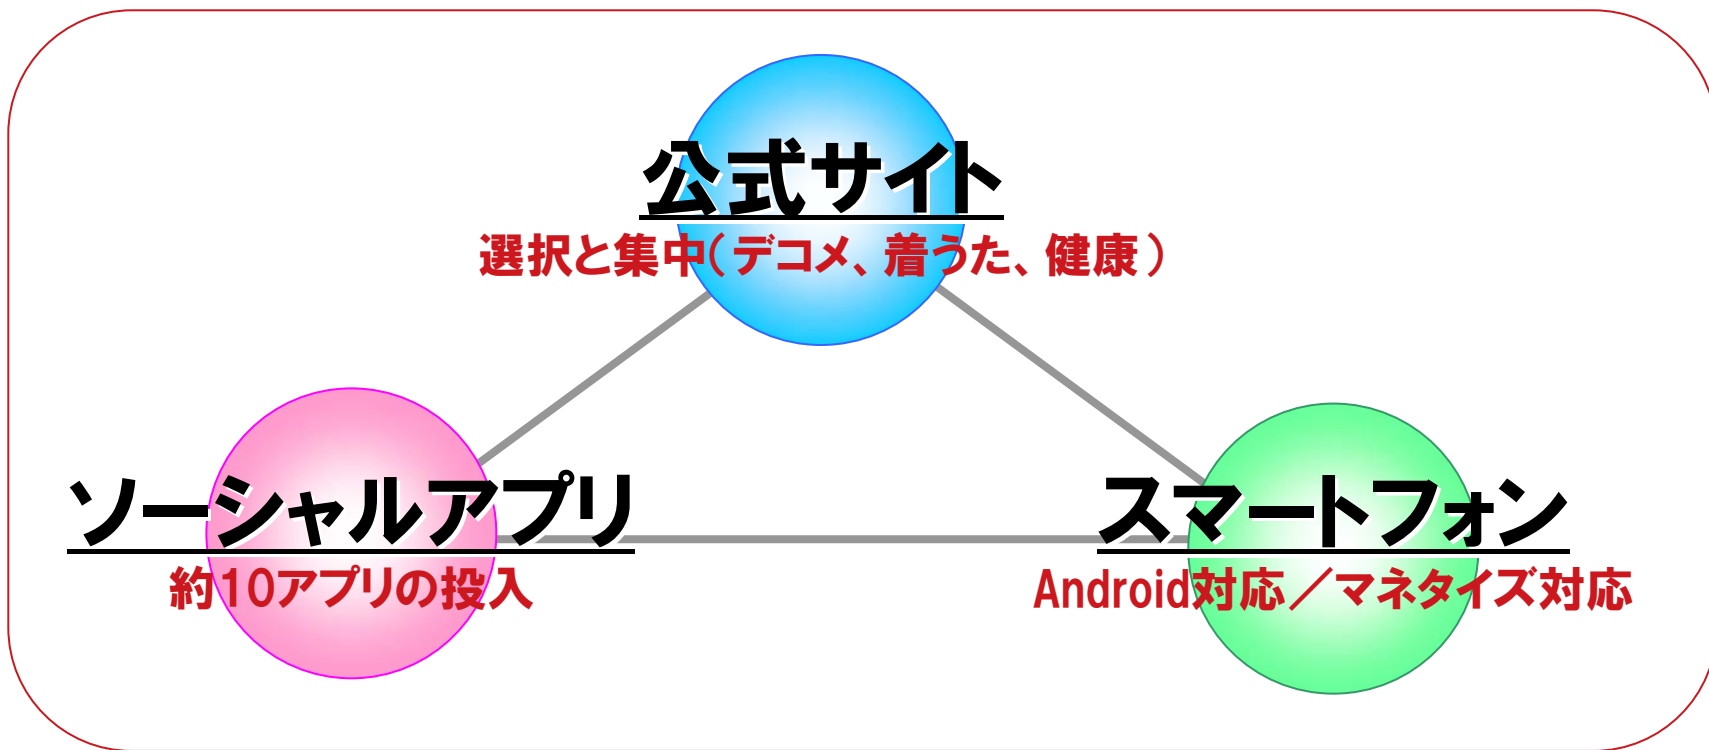 公式サイト
選択と集中(デコメ、着うた、健康)
ソーシャルアプリ
約10アプリの投入
スマートフォン
Android対応／マネタイズ対応